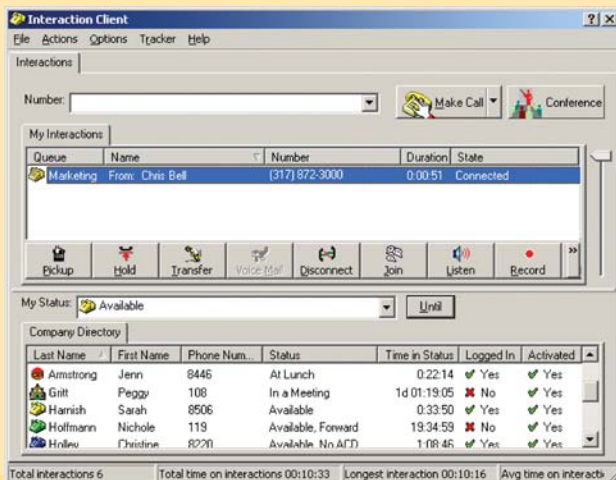 Interaction Client
File Actions Options Tracker Help
Interactions
Number: Make Call Conference
My Interactions
Queue Name Number Duration State
Marketing From: Chris Bell (317) 872-3000 0:00:51 Connected
Pickup Hold Transfer Voice Mail Disconnect Join Listen Record »
My Status: Available Until
Company Directory
Last Name First Name Phone Num... Status Time in Status Logged In Activated
Armstrong Jenn 8446 At Lunch 0:22:14 Yes Yes
Gritt Peggy 108 In a Meeting 1d 01:19:05 No Yes
Harnish Sarah 8506 Available 0:33:50 Yes Yes
Hoffmann Nichole 119 Available, Forward 19:34:59 No Yes
Holley Christine 8220 Available, No ACD 1:08:46 Yes Yes
Total interactions 6 Total time on interactions 00:10:33 Longest interaction 00:10:16 Avg time on interacti